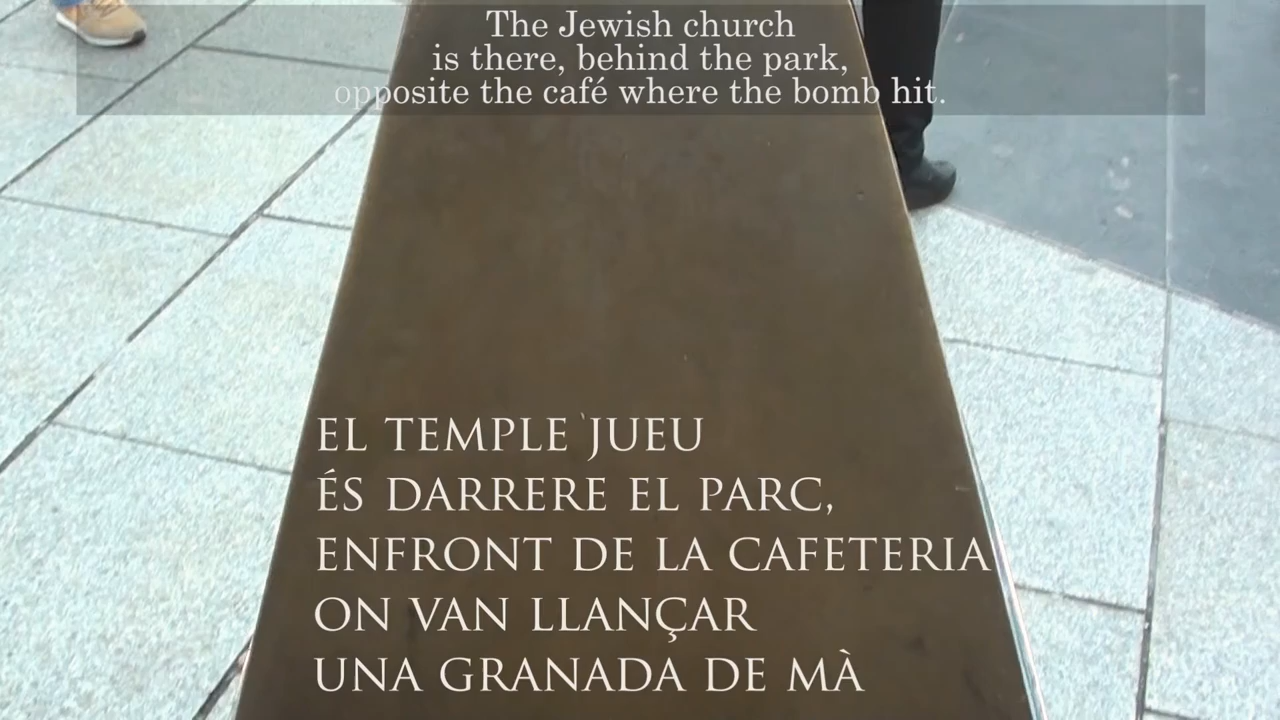 The Jewish church
is there, behind the park,
opposite the café where the bomb hit.
EL TEMPLE JUEU
ÉS DARRERE EL PARC,
ENFRONT DE LA CAFETERIA
ON VAN LLANÇAR
UNA GRANADA DE MÀ